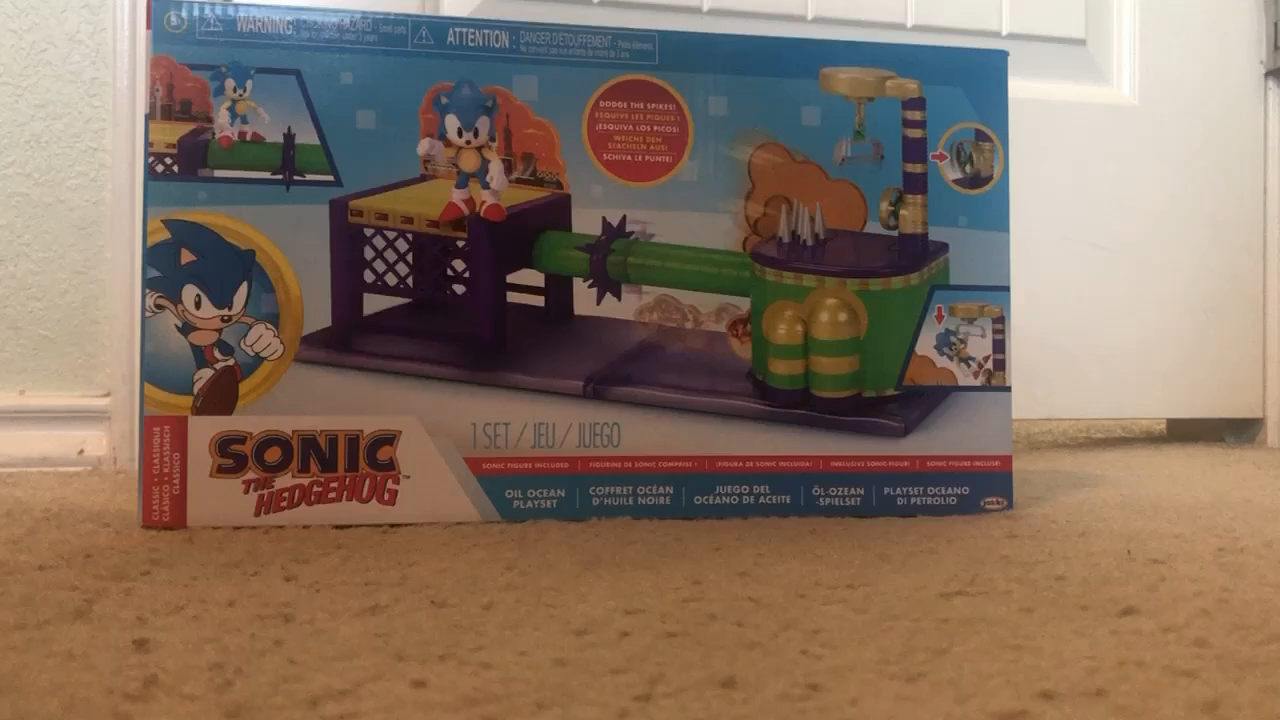 WARNING:
ATTENTION : DANGER D'ÉTOUFFEMENT - Petits éléments.
DODGE THE SPIKES!
ESQUIVE LES PIQUES !
¡ESQUIVA LOS PICOS!
WEICHE DEN
STACHELN AUS!
SCHIVA LE PUNTE!
CLASSIC • CLASSIQUE
CLÁSICO • KLASSISCH
CLASSICO
SONIC
THE
HEDGEHOG™
1 SET / JEU / JUEGO
SONIC FIGURE INCLUDED | FIGURINE DE SONIC COMPRISE ! | ¡FIGURA DE SONIC INCLUIDA! | INKLUSIVE SONIC-FIGUR! | SONIC FIGURE INCLUSE!
OIL OCEAN
PLAYSET
COFFRET OCÉAN
D'HUILE NOIRE
JUEGO DEL
OCÉANO DE ACEITE
ÖL-OZEAN
-SPIELSET
PLAYSET OCEANO
DI PETROLIO